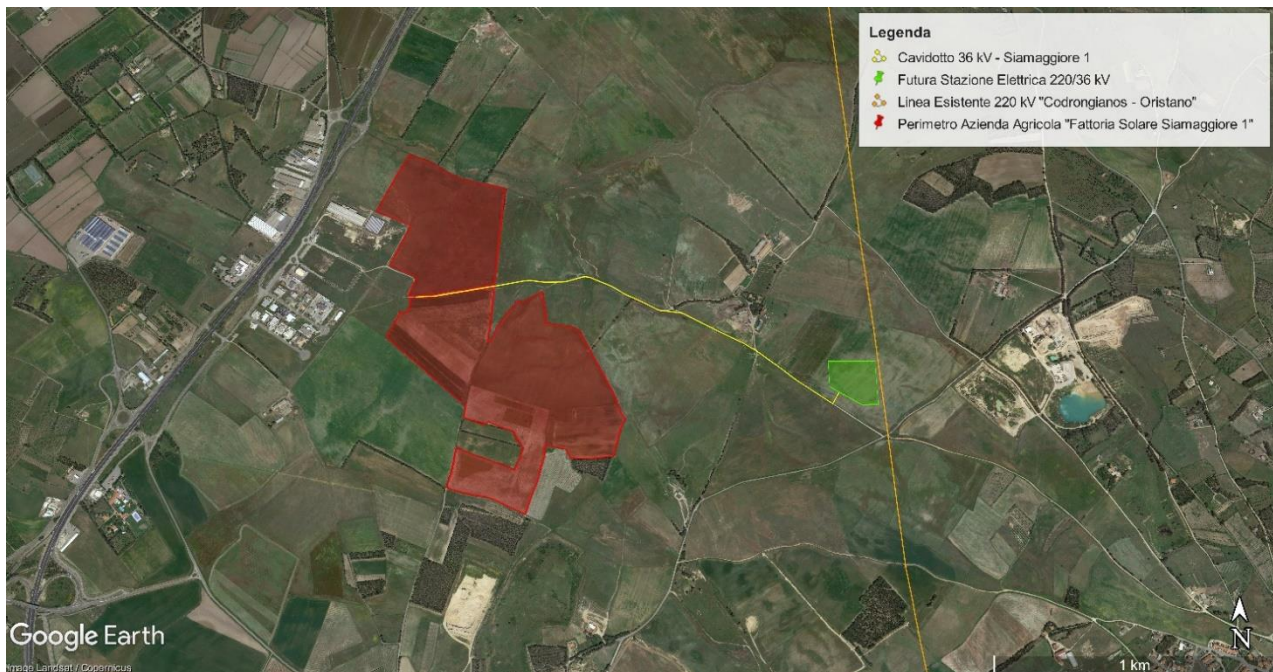 Legenda
Cavidotto 36 kV - Siamaggiore 1
Futura Stazione Elettrica 220/36 kV
Linea Esistente 220 kV "Codrongianos - Oristano"
Perimetro Azienda Agricola "Fattoria Solare Siamaggiore 1"
Google Earth
Image Landsat / Copernicus
N
1 km